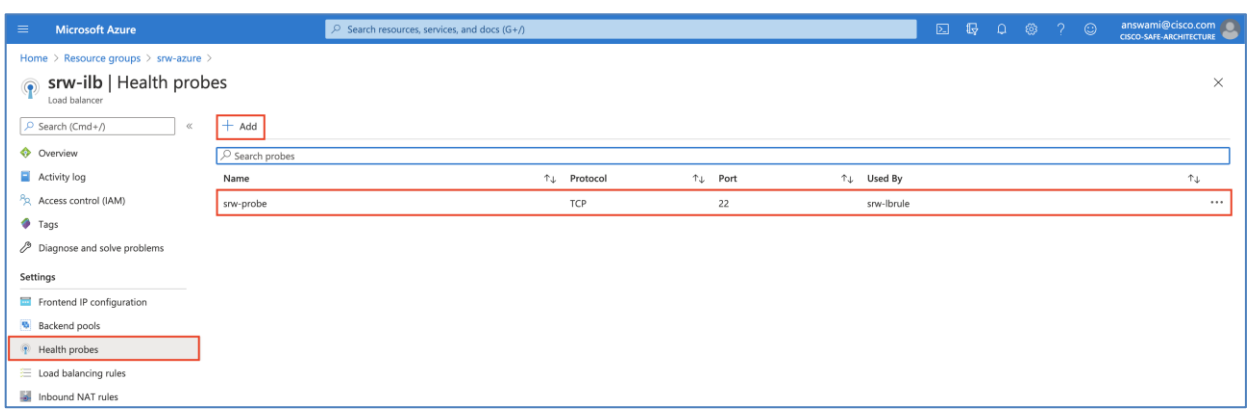 Microsoft Azure
Search resources, services, and docs (G+/)
answami@cisco.com
CISCO-SAFE-ARCHITECTURE
Home > Resource groups > srw-azure >
srw-ilb | Health probes
Load balancer
Search (Cmd+/)
«
+ Add
Overview
Activity log
Access control (IAM)
Tags
Diagnose and solve problems
Settings
Frontend IP configuration
Backend pools
Health probes
Load balancing rules
Inbound NAT rules
Search probes
Name ↑↓ Protocol ↑↓ Port ↑↓ Used By ↑↓
srw-probe TCP 22 srw-lbrule ...